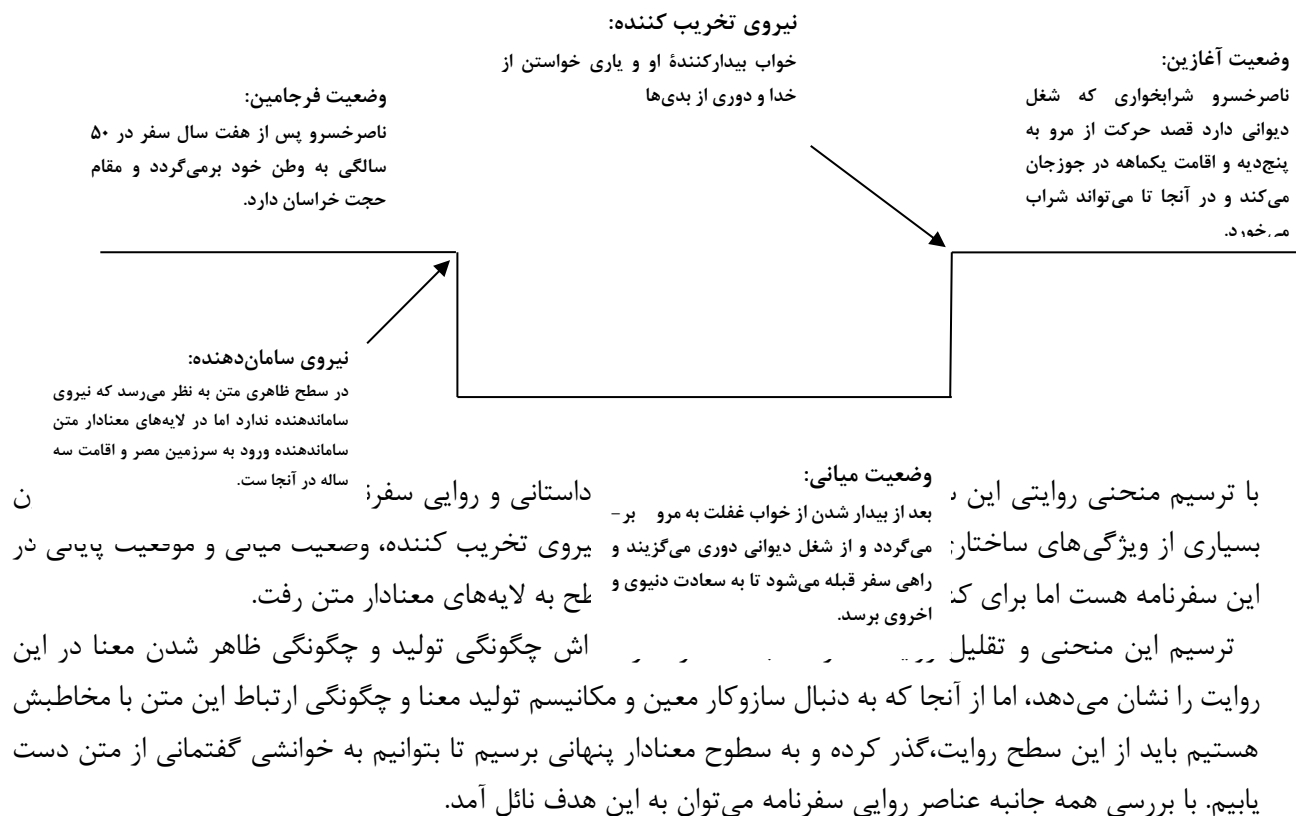 نیروی تخریب کننده:
خواب بیدارکنندۀ او و یاری خواستن از
خدا و دوری از بدی‌ها
وضعیت آغازین:
ناصرخسرو شرابخواری که شغل
دیوانی دارد قصد حرکت از مرو به
پنج‌دیه و اقامت یکماهه در جوزجان
می‌کند و در آنجا تا می‌تواند شراب
می‌خورد.
وضعیت فرجامین:
ناصرخسرو پس از هفت سال سفر در ۵۰
سالگی به وطن خود برمی‌گردد و مقام
حجت خراسان دارد.
نیروی سامان‌دهنده:
در سطح ظاهری متن به نظر می‌رسد که نیروی
ساماندهنده ندارد اما در لایه‌های معنادار متن
ساماندهنده ورود به سرزمین مصر و اقامت سه
ساله در آنجا ست.
وضعیت میانی:
بعد از بیدار شدن از خواب غفلت به مرو بر–
می‌گردد و از شغل دیوانی دوری می‌گزیند و
راهی سفر قبله می‌شود تا به سعادت دنیوی و
اخروی برسد.
با ترسیم منحنی روایتی این داستانی و روایی
بسیاری از ویژگی‌های تخریب کننده، وضعیت میانی و موقعیت پایانی در
این سفرنامه هست اما برای به لایه‌های معنادار متن رفت.
ترسیم این منحنی و تقلیل اش چگونگی تولید و چگونگی ظاهر شدن معنا در این
روایت را نشان می‌دهد، اما از آنجا که به دنبال سازوکار معین و مکانیسم تولید معنا و چگونگی ارتباط این متن با مخاطبش
هستیم باید از این سطح روایت،گذر کرده و به سطوح معنادار پنهانی برسیم تا بتوانیم به خوانشی گفتمانی از متن دست
یابیم. با بررسی همه جانبه عناصر روایی سفرنامه می‌توان به این هدف نائل آمد.